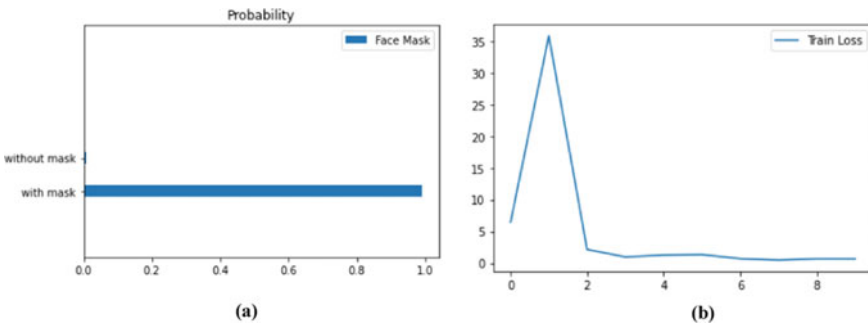 Probability
Face Mask
without mask
with mask
0.0 0.2 0.4 0.6 0.8 1.0
(a)
Train Loss
35
30
25
20
15
10
5
0
0 2 4 6 8
(b)